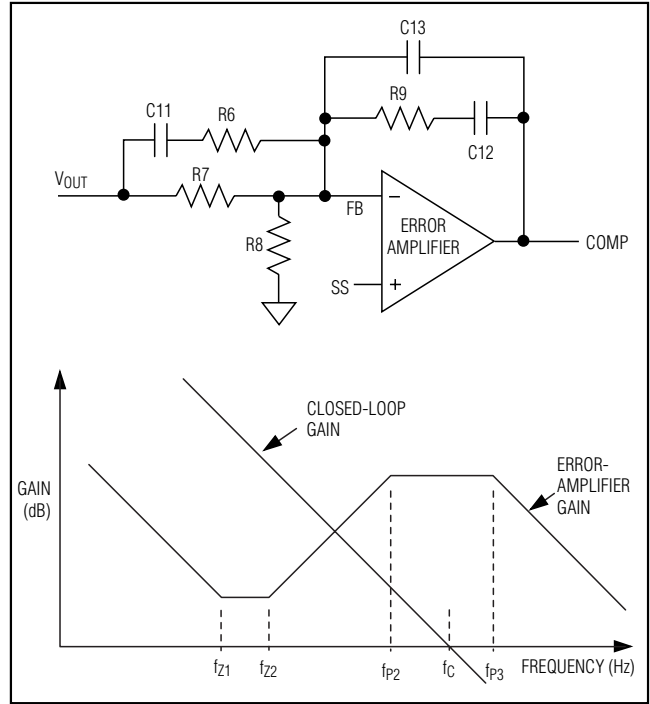 C13
R9
C12
C11
R6
VOUT
R7
FB
R8
ERROR
AMPLIFIER
COMP
SS
CLOSED-LOOP
GAIN
ERROR-
AMPLIFIER
GAIN
GAIN
(dB)
fZ1
fZ2
fP2
fC
fP3
FREQUENCY (Hz)